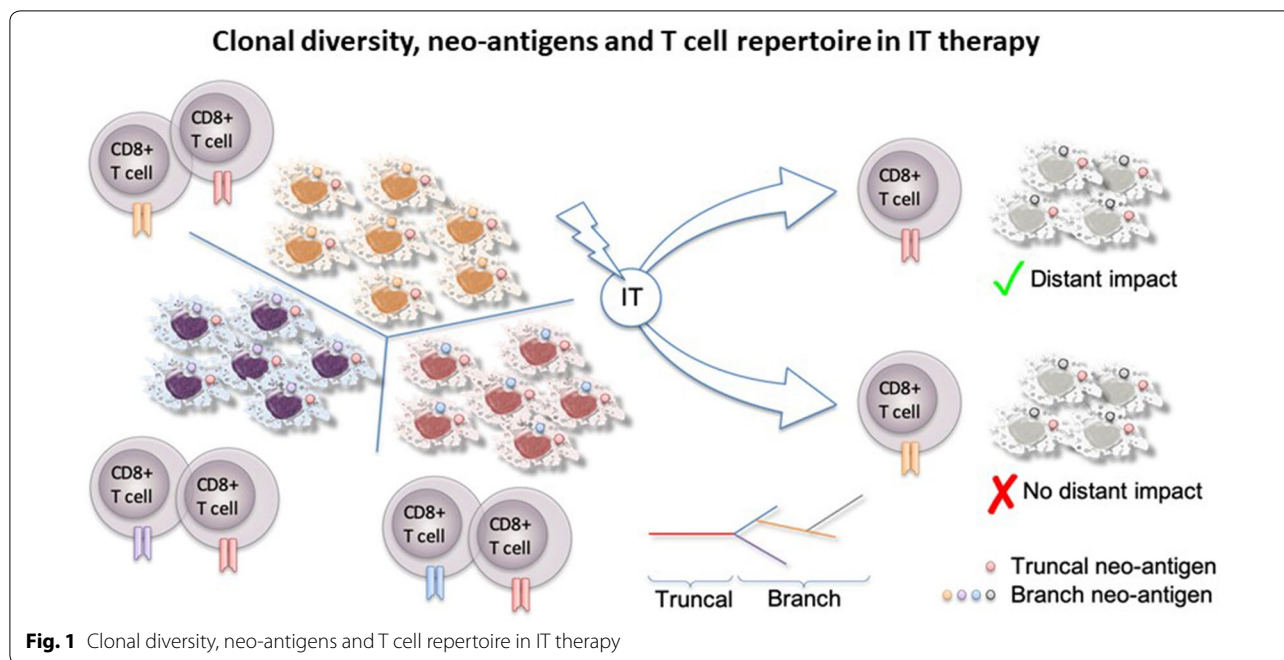 Clonal diversity, neo-antigens and T cell repertoire in IT therapy
CD8+
T cell
CD8+
T cell
CD8+
T cell
CD8+
T cell
CD8+
T cell
CD8+
T cell
IT
CD8+
T cell
Distant impact
CD8+
T cell
No distant impact
Truncal
Branch
Truncal neo-antigen
Branch neo-antigen
Fig. 1 Clonal diversity, neo-antigens and T cell repertoire in IT therapy